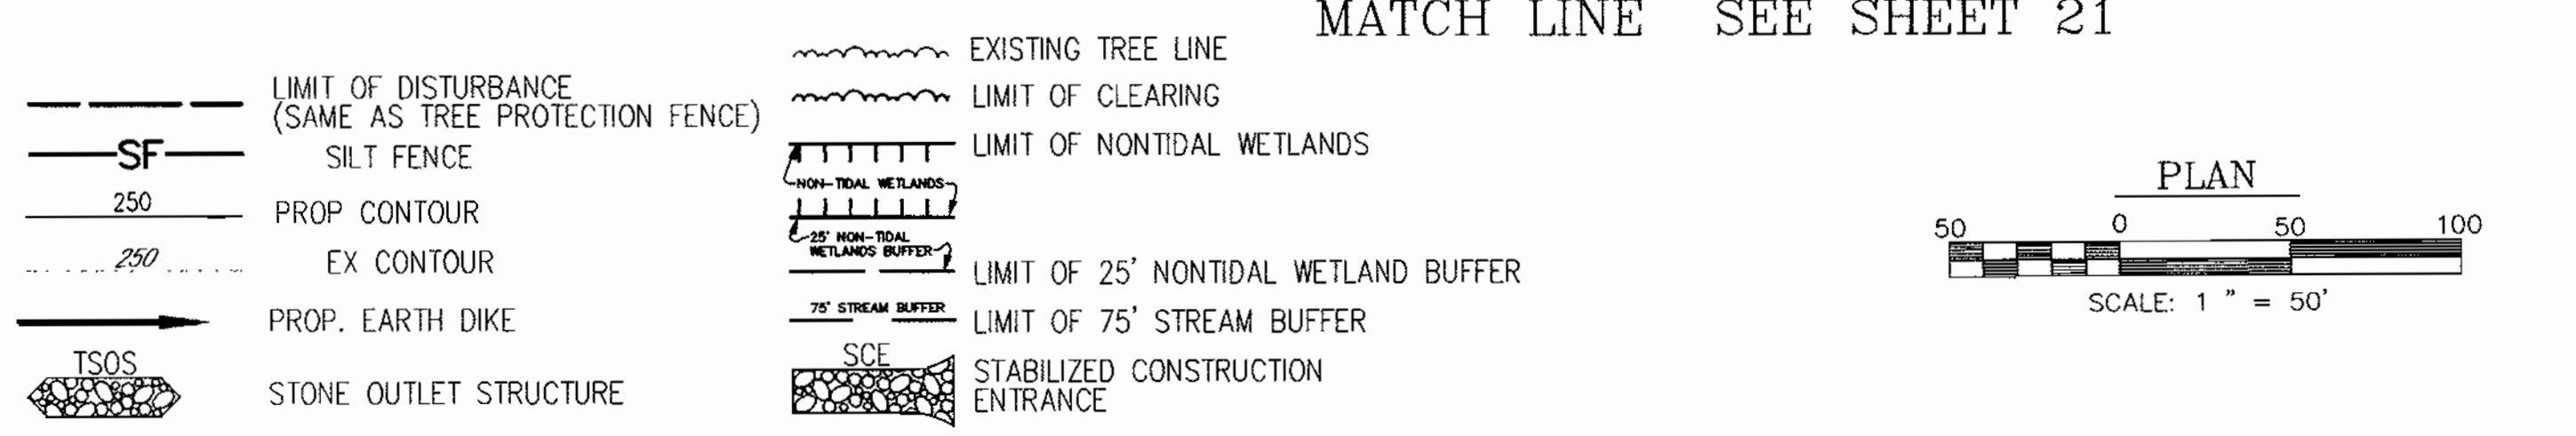 MATCH LINE SEE SHEET 21
LIMIT OF DISTURBANCE
(SAME AS TREE PROTECTION FENCE)
SF
SILT FENCE
250
PROP CONTOUR
250
EX CONTOUR
PROP. EARTH DIKE
TSOS
STONE OUTLET STRUCTURE
EXISTING TREE LINE
LIMIT OF CLEARING
LIMIT OF NONTIDAL WETLANDS
NON-TIDAL WETLANDS
25' NON-TIDAL
WETLANDS BUFFER
LIMIT OF 25' NONTIDAL WETLAND BUFFER
75' STREAM BUFFER
LIMIT OF 75' STREAM BUFFER
SCE
STABILIZED CONSTRUCTION
ENTRANCE
PLAN
50 0 50 100
SCALE: 1 " = 50'